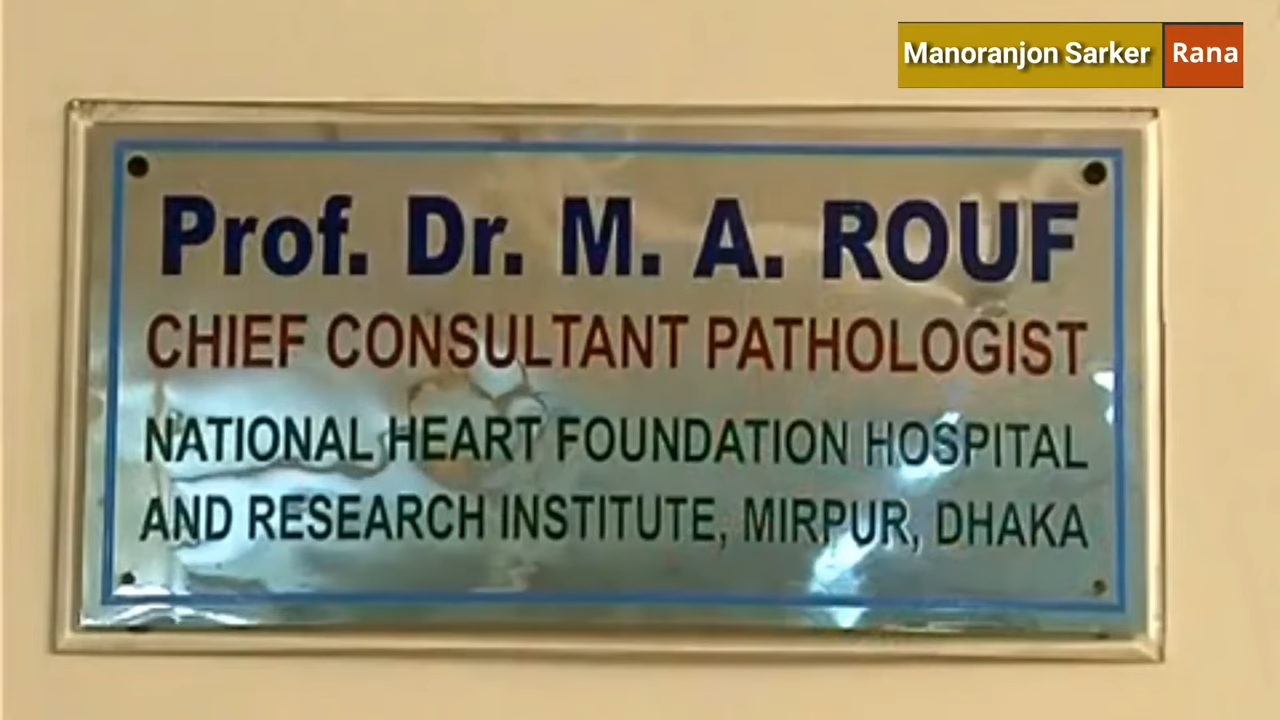 Manoranjon Sarker Rana
Prof. Dr. M. A. ROUF
CHIEF CONSULTANT PATHOLOGIST
NATIONAL HEART FOUNDATION HOSPITAL
AND RESEARCH INSTITUTE, MIRPUR, DHAKA